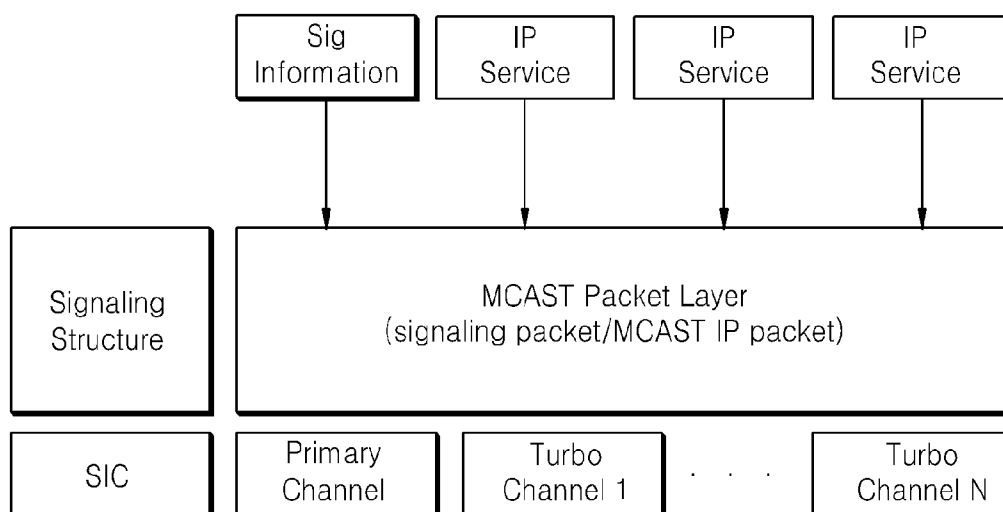 Sig
Information
IP
Service
IP
Service
IP
Service
Signaling
Structure
MCAST Packet Layer
(signaling packet/MCAST IP packet)
SIC
Primary
Channel
Turbo
Channel 1
. . .
Turbo
Channel N